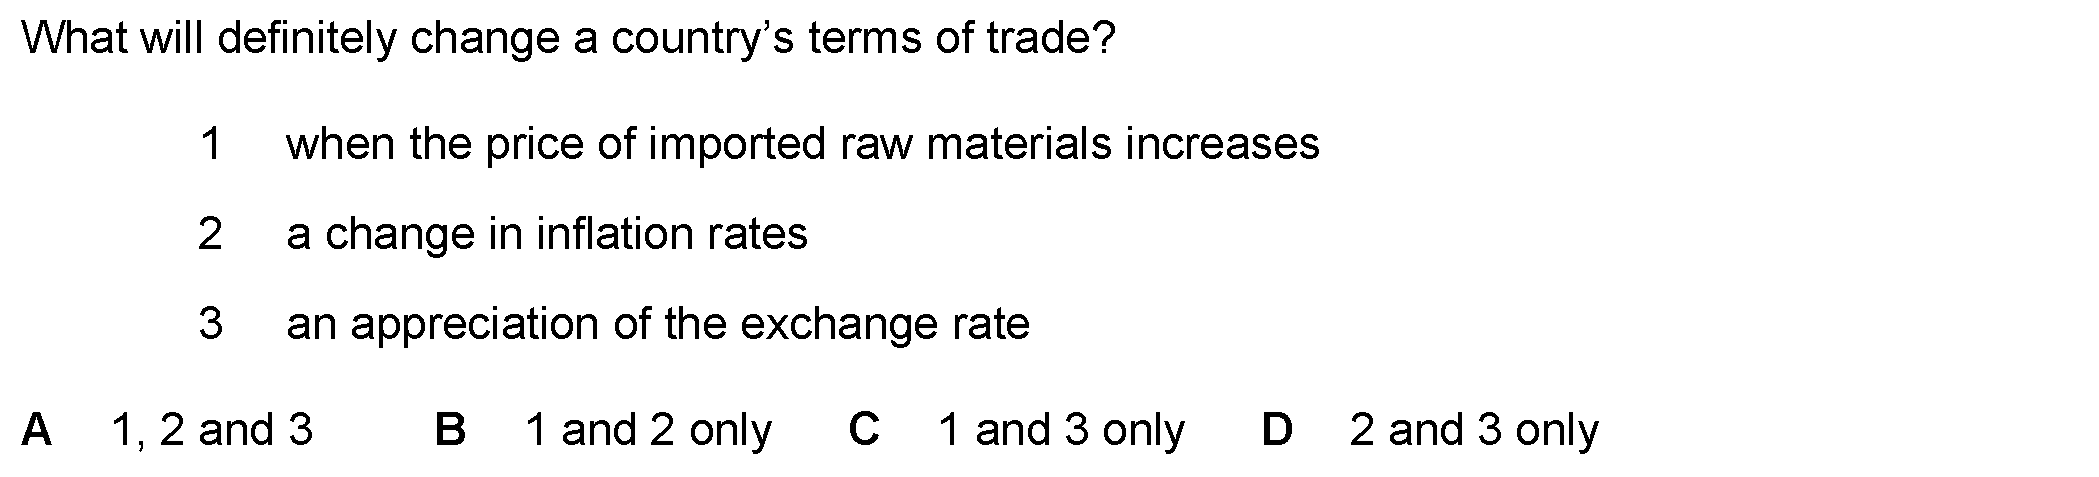 What will definitely change a country’s terms of trade?
1 when the price of imported raw materials increases
2 a change in inflation rates
3 an appreciation of the exchange rate
A 1, 2 and 3 B 1 and 2 only C 1 and 3 only D 2 and 3 only